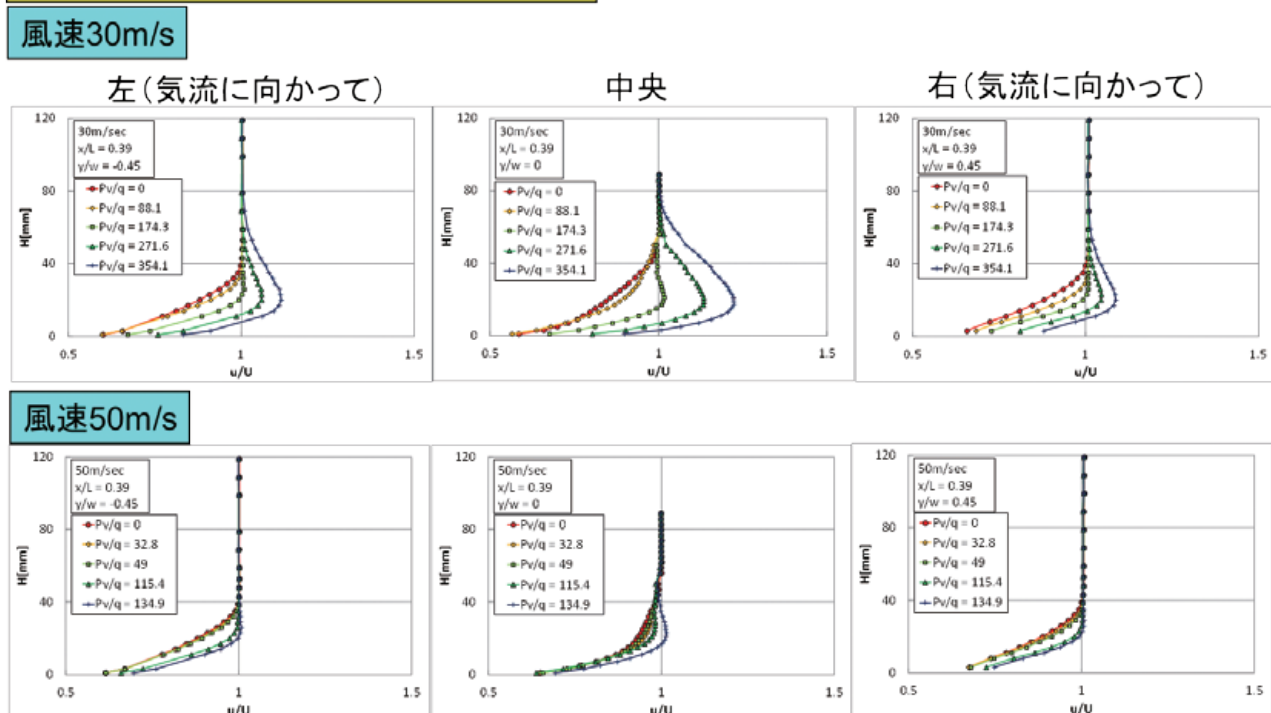 風速30m/s
左(気流に向かって)
中央
右(気流に向かって)
120
80
40
0
H[mm]
30m/sec
x/L = 0.39
y/w = -0.45
Pv/q = 0
Pv/q = 88.1
Pv/q = 174.3
Pv/q = 271.6
Pv/q = 354.1
0.5
1
1.5
u/U
120
80
40
0
H[mm]
30m/sec
x/L = 0.39
y/w = 0
Pv/q = 0
Pv/q = 88.1
Pv/q = 174.3
Pv/q = 271.6
Pv/q = 354.1
0.5
1
1.5
u/U
120
80
40
0
H[mm]
30m/sec
x/L = 0.39
y/w = 0.45
Pv/q = 0
Pv/q = 88.1
Pv/q = 174.3
Pv/q = 271.6
Pv/q = 354.1
0.5
1
1.5
u/U
風速50m/s
120
80
40
0
H[mm]
50m/sec
x/L = 0.39
y/w = -0.45
Pv/q = 0
Pv/q = 32.8
Pv/q = 49
Pv/q = 115.4
Pv/q = 134.9
0.5
1
1.5
u/U
120
80
40
0
H[mm]
50m/sec
x/L = 0.39
y/w = 0
Pv/q = 0
Pv/q = 32.8
Pv/q = 49
Pv/q = 115.4
Pv/q = 134.9
0.5
1
1.5
u/U
120
80
40
0
H[mm]
50m/sec
x/L = 0.39
y/w = 0.45
Pv/q = 0
Pv/q = 32.8
Pv/q = 49
Pv/q = 115.4
Pv/q = 134.9
0.5
1
1.5
u/U